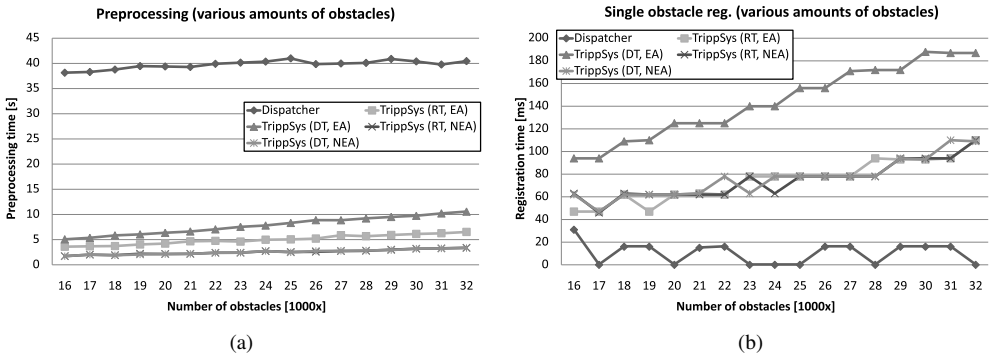 Preprocessing (various amounts of obstacles)
Preprocessing time [s]
45
40
35
30
25
20
15
10
5
0
Dispatcher TrippSys (RT, EA)
TrippSys (DT, EA) TrippSys (RT, NEA)
TrippSys (DT, NEA)
16 17 18 19 20 21 22 23 24 25 26 27 28 29 30 31 32
Number of obstacles [1000x]
(a)
Single obstacle reg. (various amounts of obstacles)
Registration time [ms]
Dispatcher TrippSys (RT, EA)
TrippSys (DT, EA) TrippSys (RT, NEA)
TrippSys (DT, NEA)
200
180
160
140
120
100
80
60
40
20
0
16 17 18 19 20 21 22 23 24 25 26 27 28 29 30 31 32
Number of obstacles [1000x]
(b)